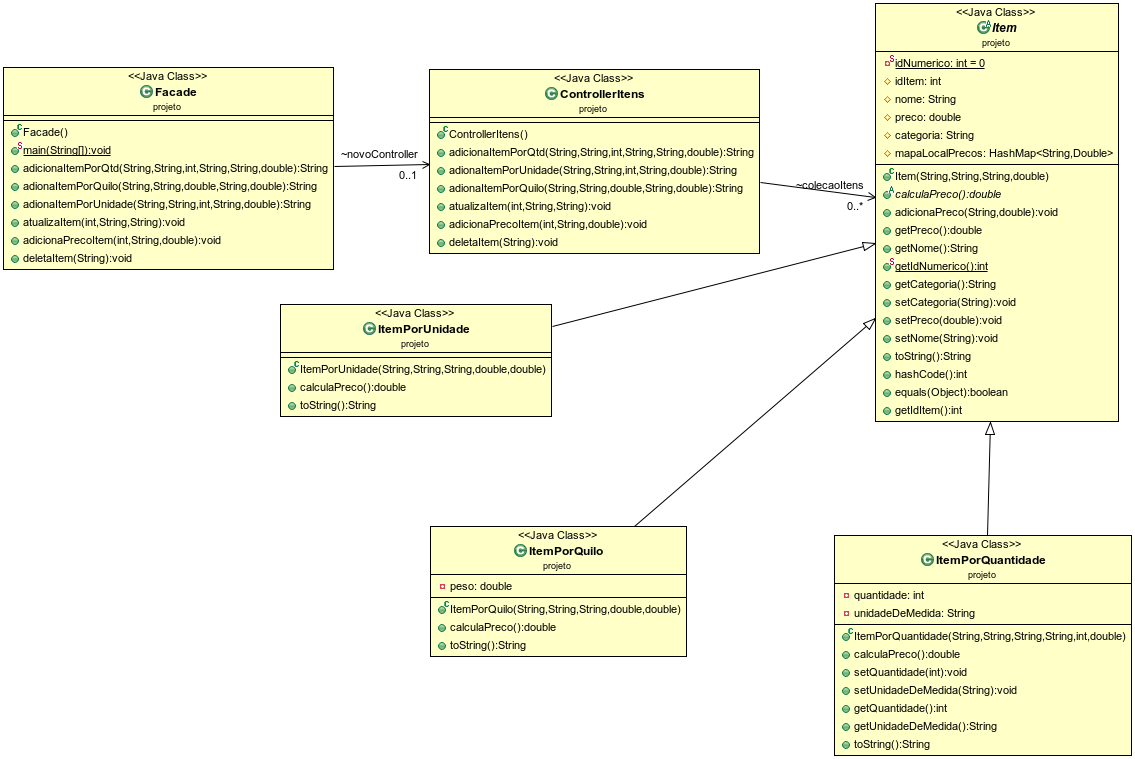 <<Java Class>>
Facade
projeto
Facade()
main(String[]):void
adicionaItemPorQtd(String,String,int,String,String,double):String
adionaItemPorQuilo(String,String,double,String,double):String
adionaItemPorUnidade(String,String,int,String,double):String
atualizaItem(int,String,String):void
adicionaPrecoItem(int,String,double):void
deletaItem(String):void
~novoController
0..1
<<Java Class>>
ControllerItens
projeto
ControllerItens()
adicionaItemPorQtd(String,String,int,String,String,double):String
adionaItemPorUnidade(String,String,int,String,double):String
adionaItemPorQuilo(String,String,double,String,double):String
atualizaItem(int,String,String):void
adicionaPrecoItem(int,String,double):void
deletaItem(String):void
~colecaoItens
0..*
<<Java Class>>
Item
projeto
idNumerico: int = 0
idItem: int
nome: String
preco: double
categoria: String
mapaLocalPrecos: HashMap<String,Double>
Item(String,String,String,double)
calculaPreco():double
adicionaPreco(String,double):void
getPreco():double
getNome():String
getIdNumerico():int
getCategoria():String
setCategoria(String):void
setPreco(double):void
setNome(String):void
toString():String
hashCode():int
equals(Object):boolean
getIdItem():int
<<Java Class>>
ItemPorUnidade
projeto
ItemPorUnidade(String,String,String,double,double)
calculaPreco():double
toString():String
<<Java Class>>
ItemPorQuilo
projeto
peso: double
ItemPorQuilo(String,String,String,double,double)
calculaPreco():double
toString():String
<<Java Class>>
ItemPorQuantidade
projeto
quantidade: int
unidadeDeMedida: String
ItemPorQuantidade(String,String,String,String,int,double)
calculaPreco():double
setQuantidade(int):void
setUnidadeDeMedida(String):void
getQuantidade():int
getUnidadeDeMedida():String
toString():String